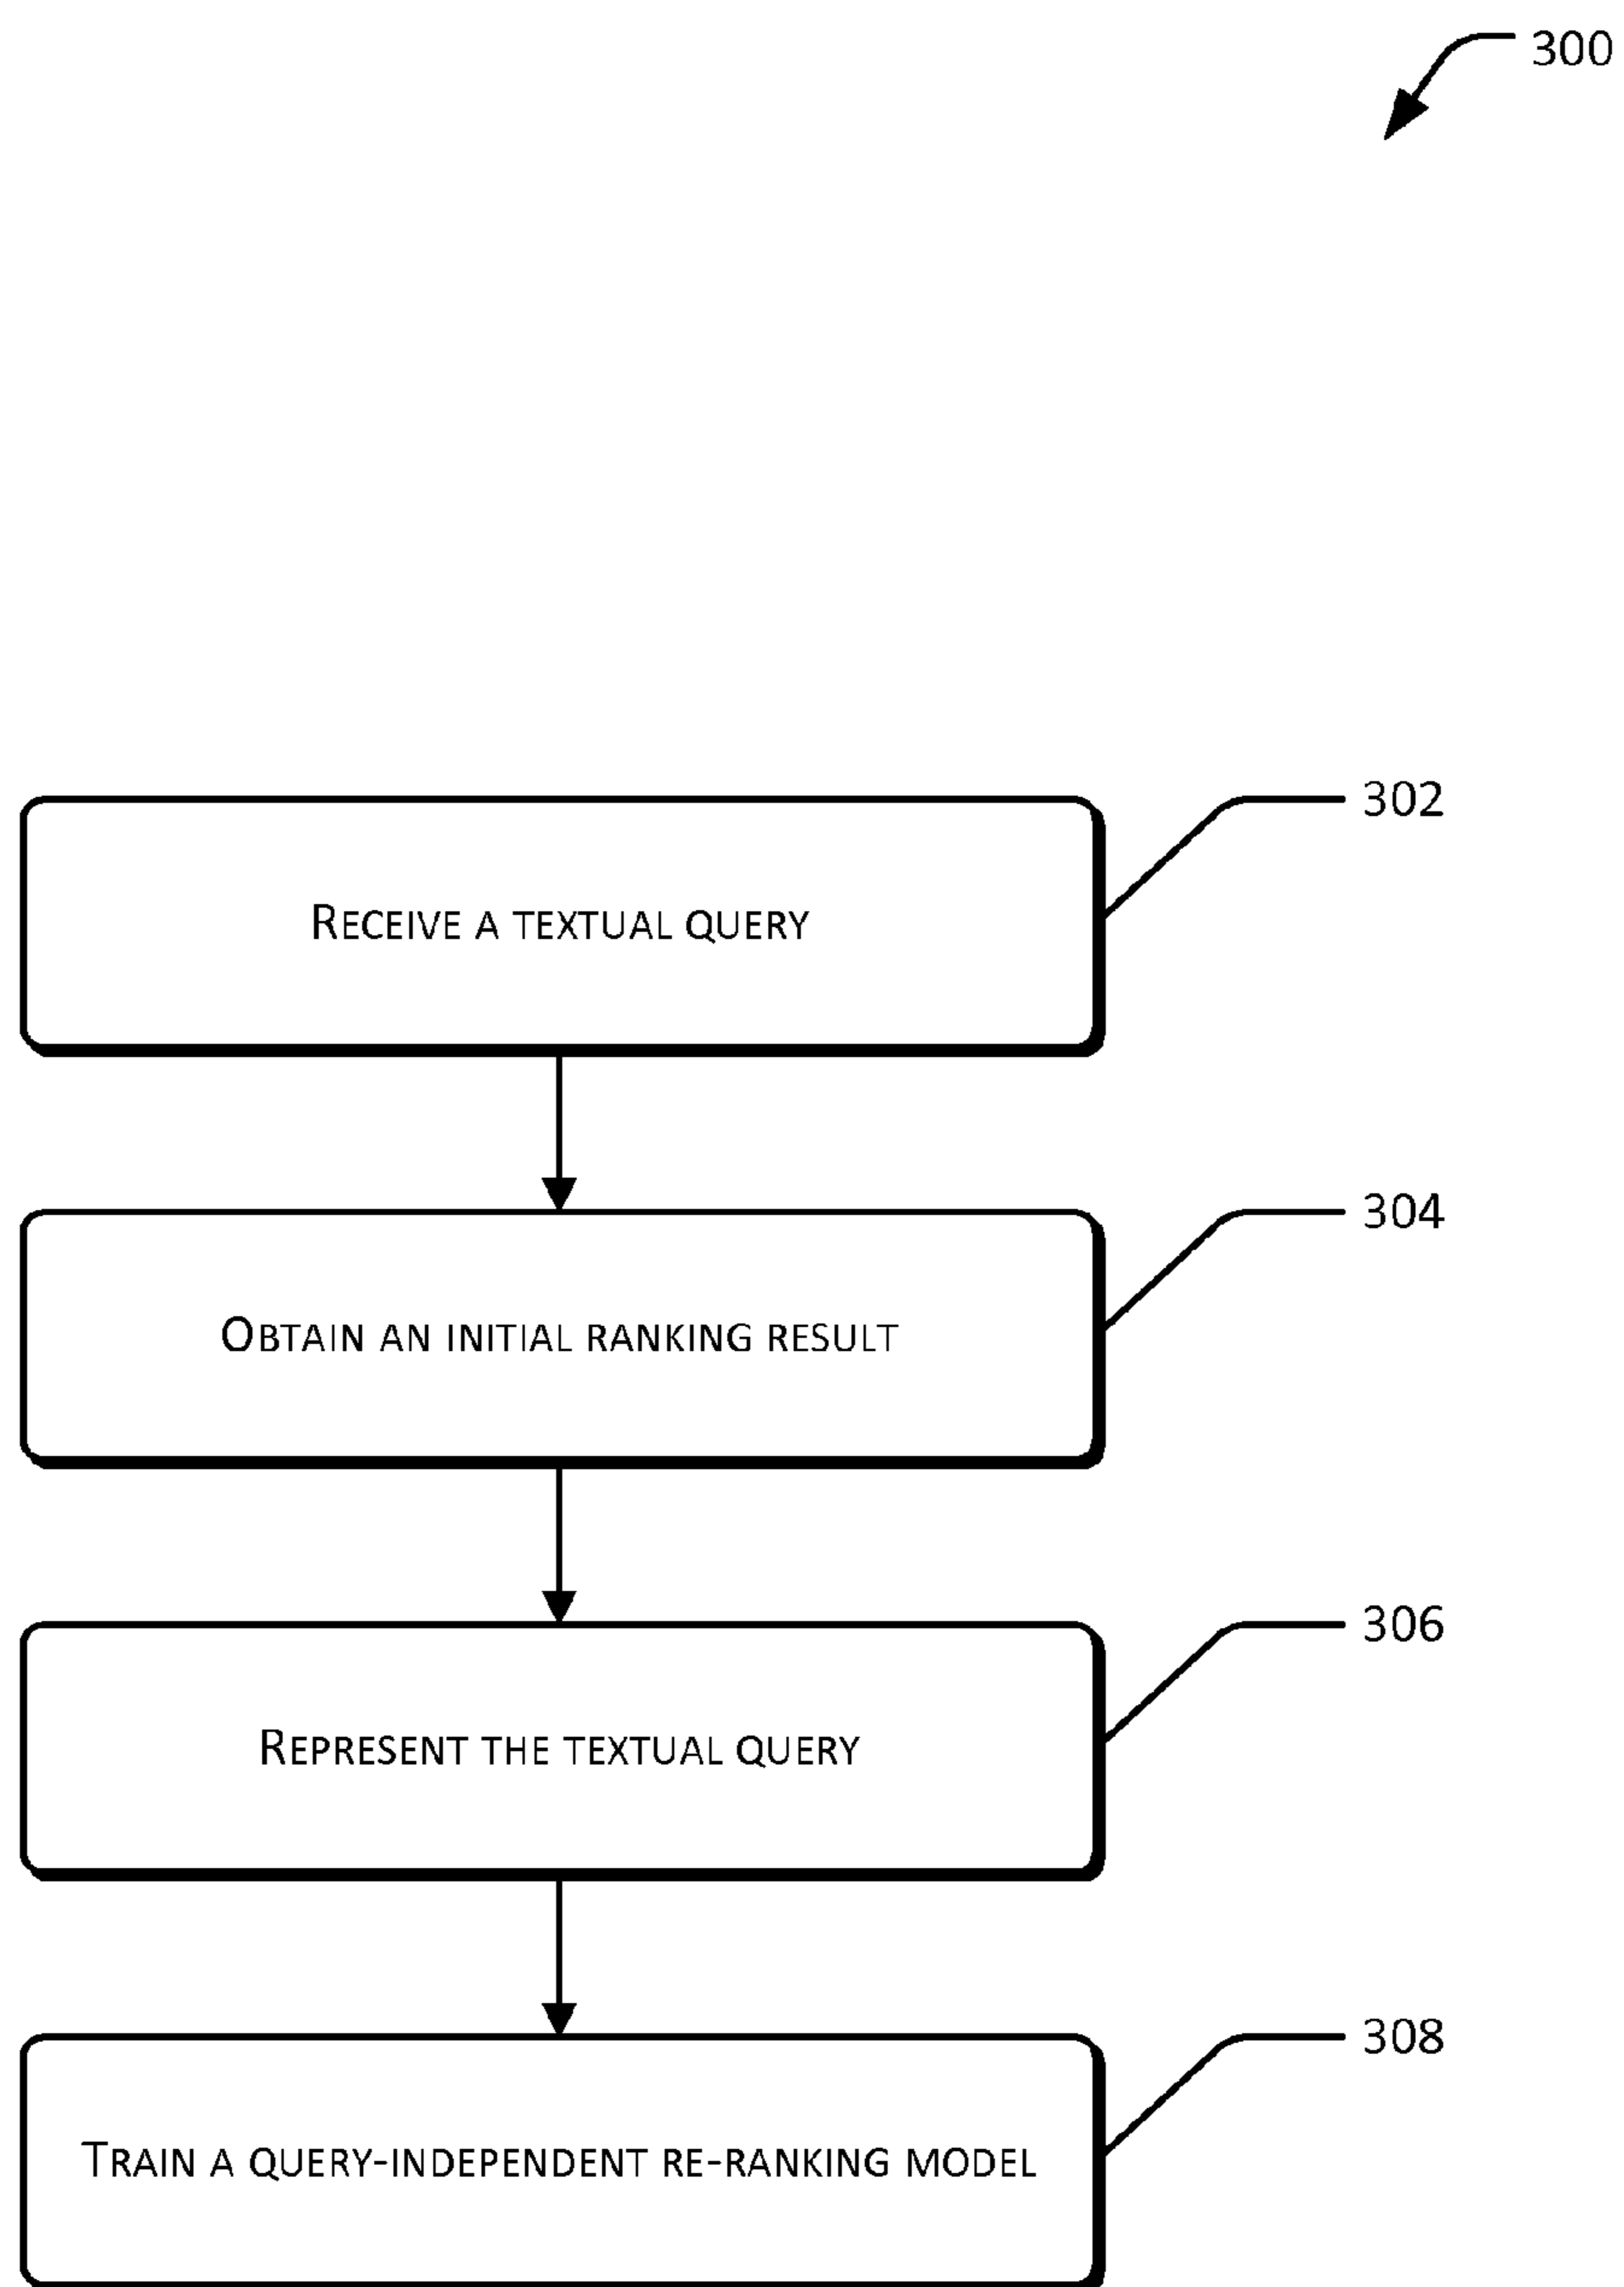 300
302
RECEIVE A TEXTUAL QUERY
304
OBTAIN AN INITIAL RANKING RESULT
306
REPRESENT THE TEXTUAL QUERY
308
TRAIN A QUERY-INDEPENDENT RE-RANKING MODEL